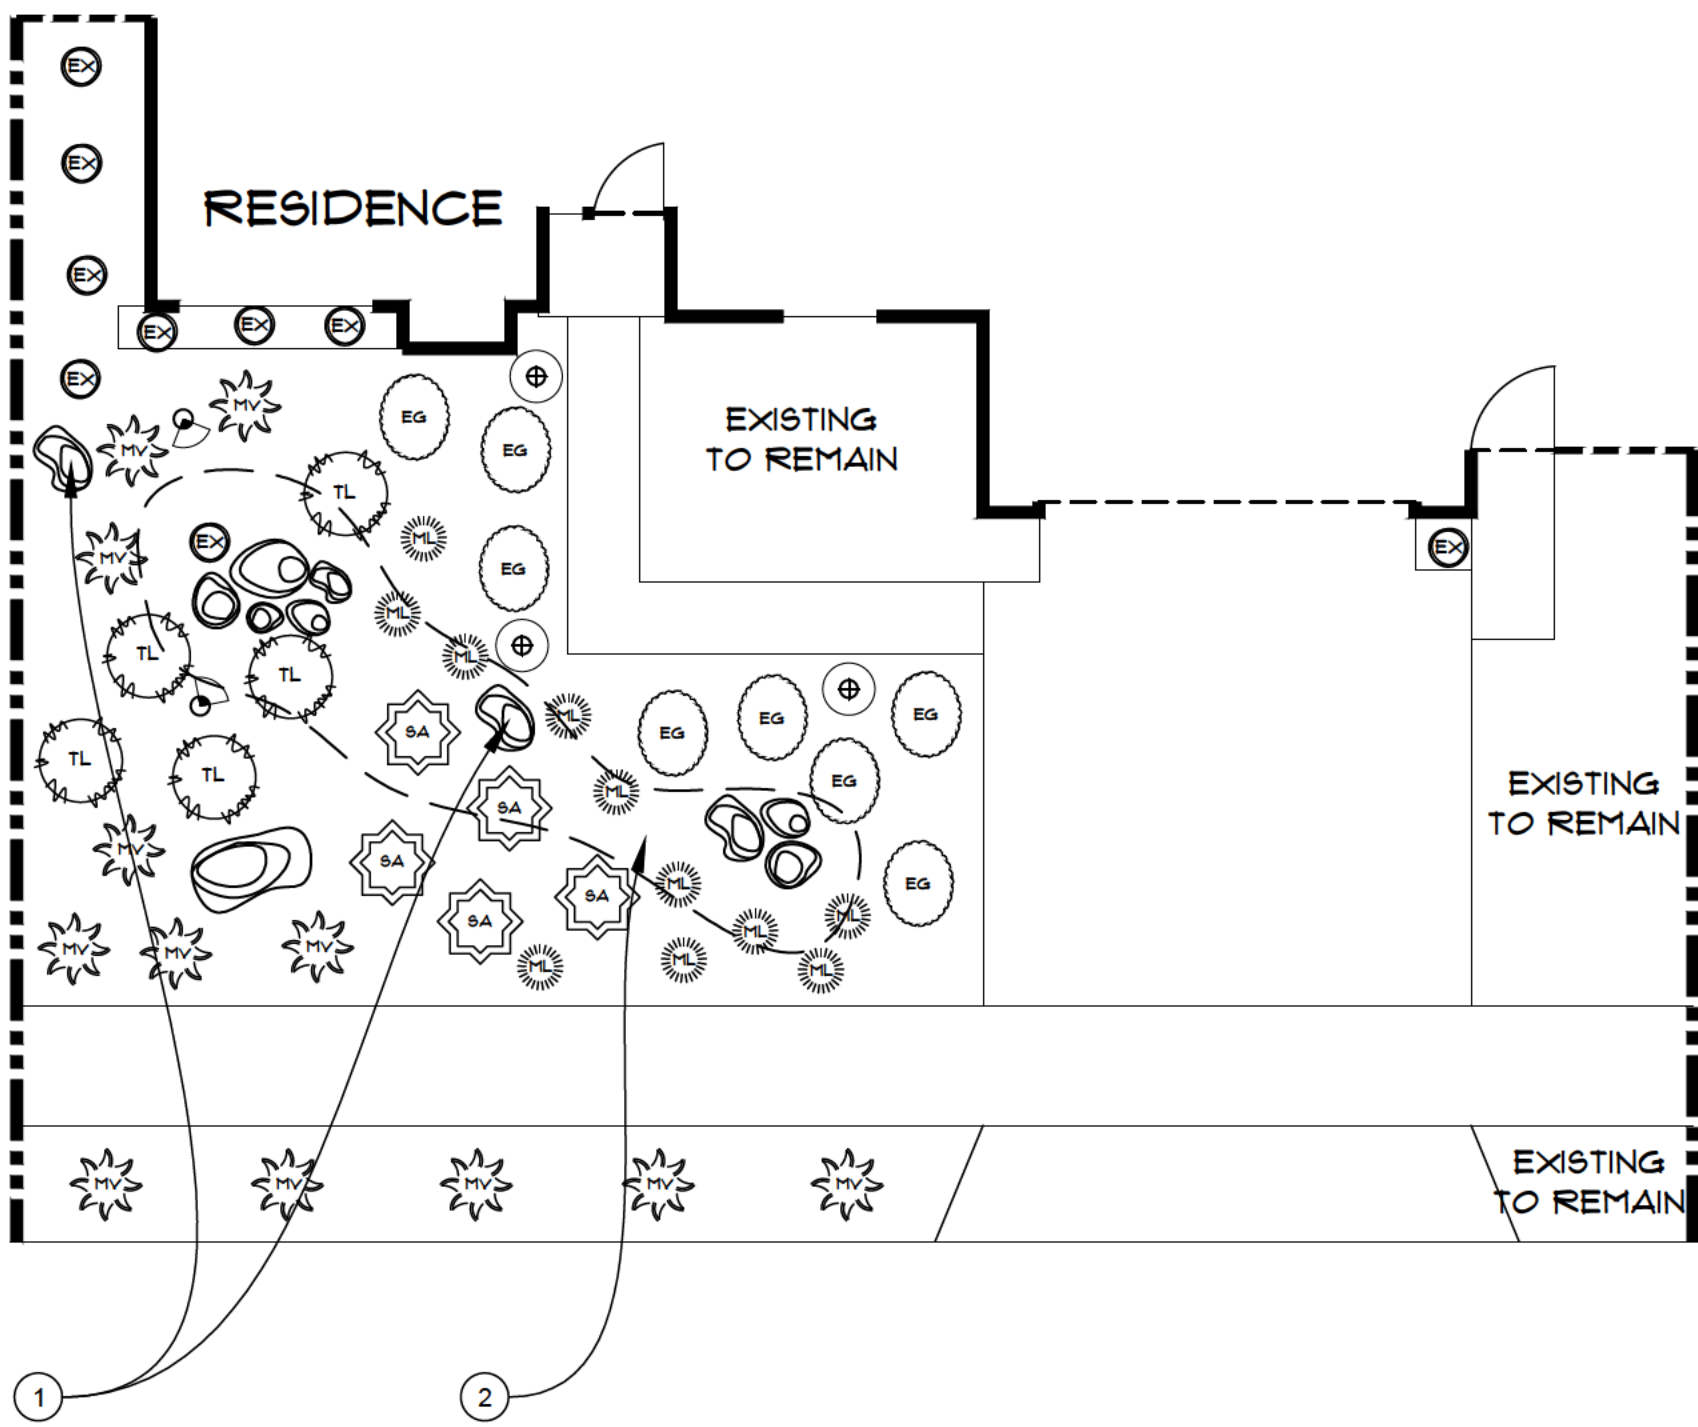 EX
EX
RESIDENCE
EX
EX
EX
EX
EX
MV
EG
MV
EG
EXISTING
TO REMAIN
TL
ML
EX
MV
EG
EX
ML
TL
ML
TL
SA
ML
EG
EG
EG
TL
TL
ML
EG
SA
EXISTING
TO REMAIN
MV
SA
ML
EG
SA
SA
ML
ML
MV
MV
MV
ML
ML
ML
MV
MV
MV
MV
MV
EXISTING
TO REMAIN
1
2